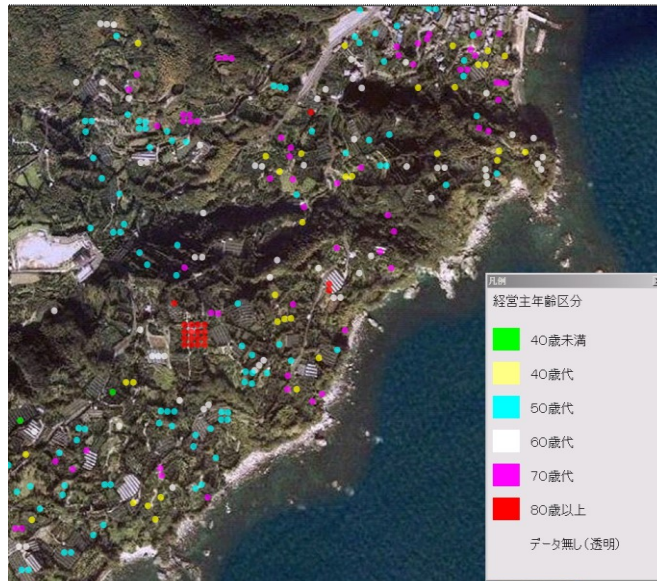 凡例
経営主年齢区分
40歳未満
40歳代
50歳代
60歳代
70歳代
80歳以上
データ無し(透明)